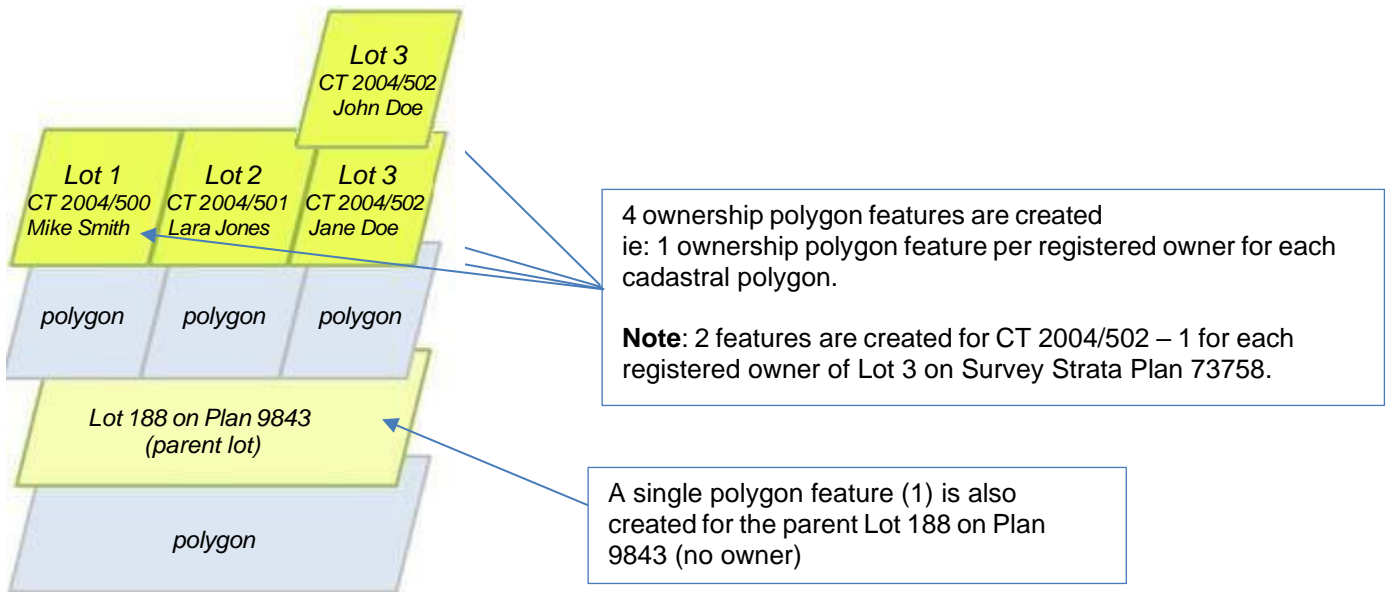 Lot 3
CT 2004/502
John Doe
Lot 1
CT 2004/500
Mike Smith
Lot 2
CT 2004/501
Lara Jones
Lot 3
CT 2004/502
Jane Doe
polygon
polygon
polygon
Lot 188 on Plan 9843
(parent lot)
polygon
4 ownership polygon features are created
ie: 1 ownership polygon feature per registered owner for each
cadastral polygon.
Note: 2 features are created for CT 2004/502 – 1 for each
registered owner of Lot 3 on Survey Strata Plan 73758.
A single polygon feature (1) is also
created for the parent Lot 188 on Plan
9843 (no owner)